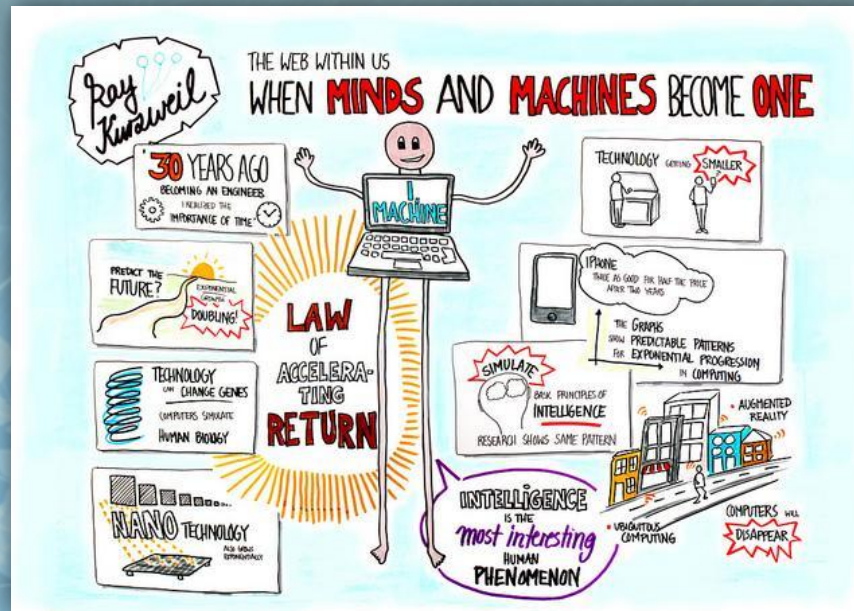 Ray
Kurzweil
THE WEB WITHIN US
WHEN MINDS AND MACHINES BECOME ONE
30 YEARS AGO
BECOMING AN ENGINEER
I REALIZED THE
IMPORTANCE OF TIME
I
MACHINE
TECHNOLOGY GETTING SMALLER
PREDICT THE
FUTURE?
EXPONENTIAL
GROWTH
DOUBLING!
IPHONE
TWICE AS GOOD FOR HALF THE PRICE
AFTER TWO YEARS
THE GRAPHS
SHOW PREDICTABLE PATTERNS
FOR EXPONENTIAL PROGRESSION
IN COMPUTING
LAW
OF
ACCELERA-
TING
RETURN
TECHNOLOGY
CAN CHANGE GENES
COMPUTERS SIMULATE
HUMAN BIOLOGY
SIMULATE
BASIC PRINCIPLES OF
INTELLIGENCE
RESEARCH SHOWS SAME PATTERN
• AUGMENTED
REALITY
NANO TECHNOLOGY
ALSO GROWS
EXPONENTIALLY
INTELLIGENCE
IS THE
most interesting
HUMAN
PHENOMENON
• UBIQUITOUS
COMPUTING
COMPUTERS WILL
DISAPPEAR